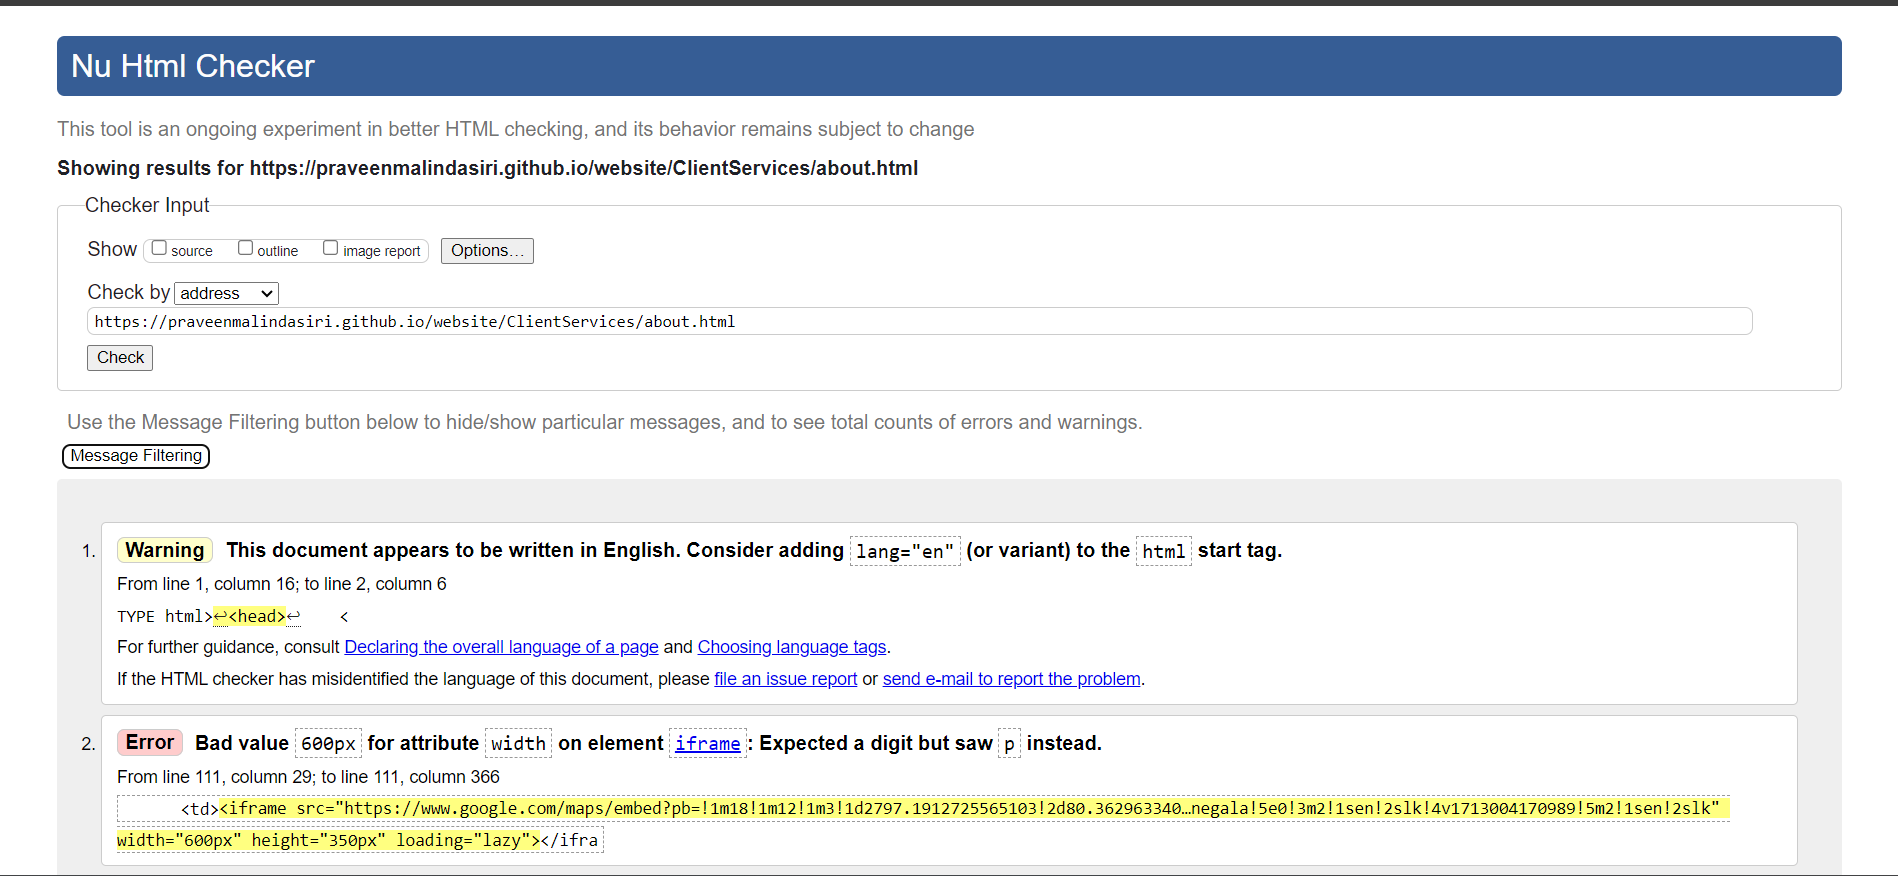 Nu Html Checker
This tool is an ongoing experiment in better HTML checking, and its behavior remains subject to change
Showing results for https://praveenmalindasiri.github.io/website/ClientServices/about.html
Checker Input
Show source outline image report Options...
Check by address
https://praveenmalindasiri.github.io/website/ClientServices/about.html
Check
Use the Message Filtering button below to hide/show particular messages, and to see total counts of errors and warnings.
Message Filtering
1. Warning This document appears to be written in English. Consider adding lang="en" (or variant) to the html start tag.
From line 1, column 16; to line 2, column 6
TYPE html>↩<head>↩    <
For further guidance, consult Declaring the overall language of a page and Choosing language tags.
If the HTML checker has misidentified the language of this document, please file an issue report or send e-mail to report the problem.
2. Error Bad value 600px for attribute width on element iframe: Expected a digit but saw p instead.
From line 111, column 29; to line 111, column 366
<td><iframe src="https://www.google.com/maps/embed?pb=!1m18!1m12!1m3!1d2797.1912725565103!2d80.362963340…negala!5e0!3m2!1sen!2slk!4v1713004170989!5m2!1sen!2slk"
width="600px" height="350px" loading="lazy"></ifra